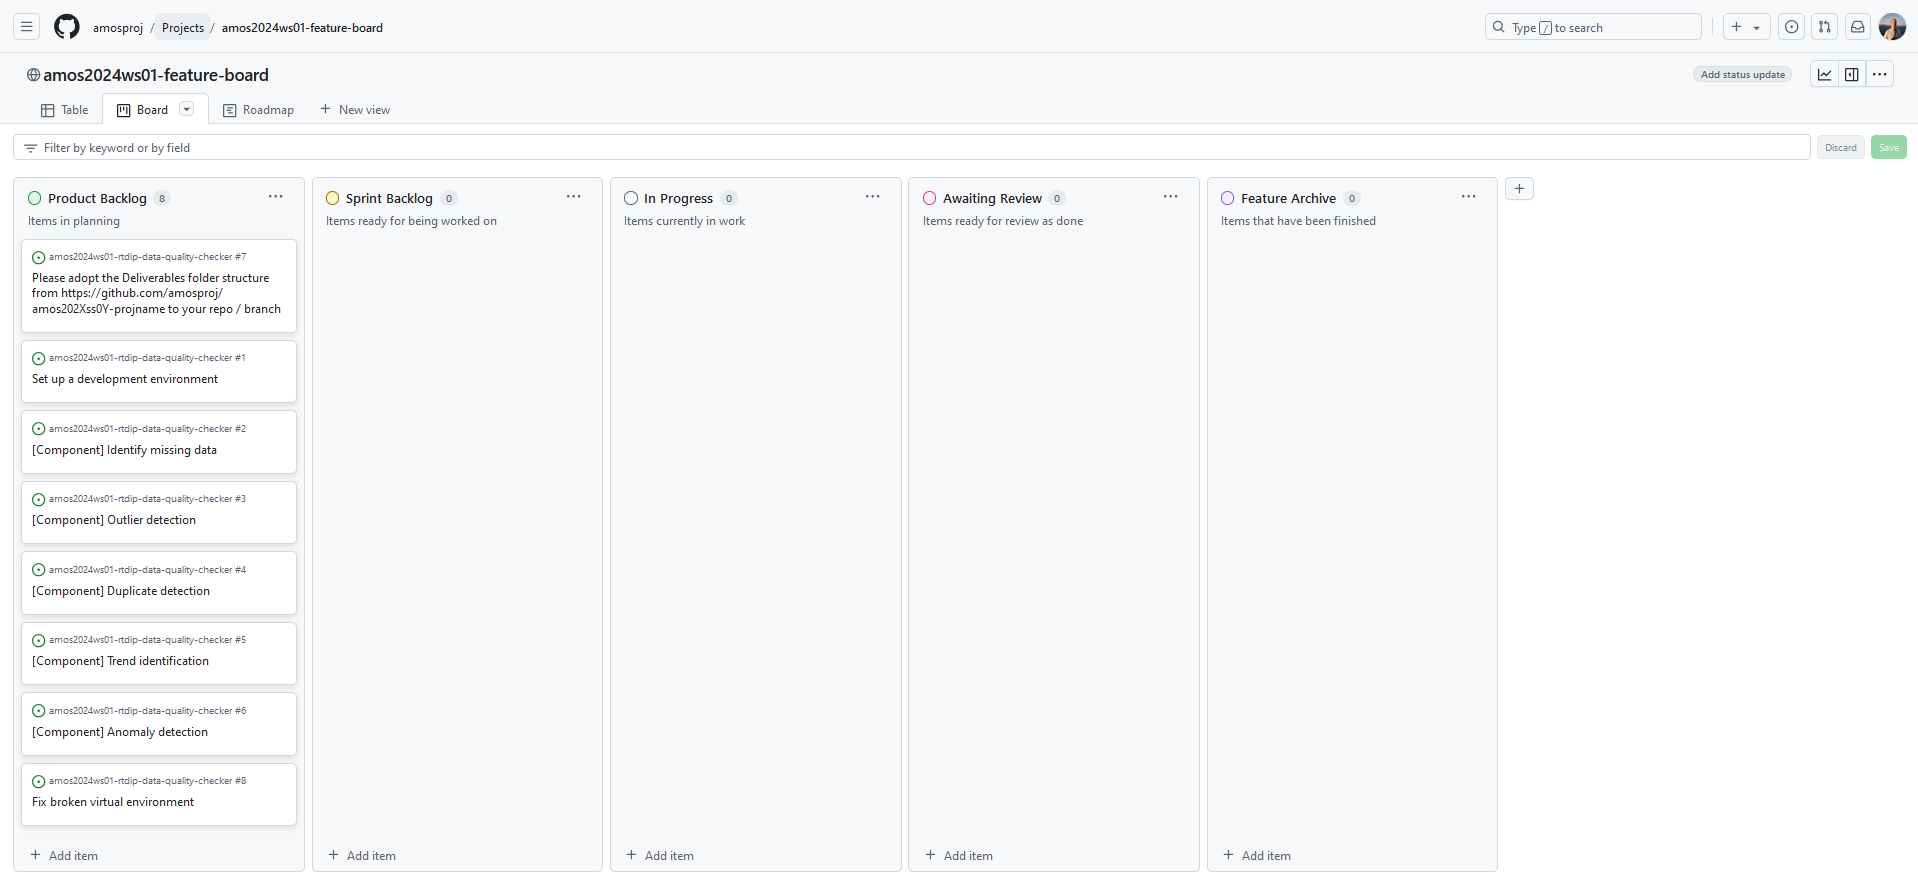 amosproj / Projects / amos2024ws01-feature-board
Type / to search
amos2024ws01-feature-board
Add status update
Table
Board
Roadmap
New view
Filter by keyword or by field
Discard
Save
Product Backlog 8
Items in planning
amos2024ws01-rtdip-data-quality-checker #7
Please adopt the Deliverables folder structure
from https://github.com/amosproj/
amos202Xss0Y-projname to your repo / branch
amos2024ws01-rtdip-data-quality-checker #1
Set up a development environment
amos2024ws01-rtdip-data-quality-checker #2
[Component] Identify missing data
amos2024ws01-rtdip-data-quality-checker #3
[Component] Outlier detection
amos2024ws01-rtdip-data-quality-checker #4
[Component] Duplicate detection
amos2024ws01-rtdip-data-quality-checker #5
[Component] Trend identification
amos2024ws01-rtdip-data-quality-checker #6
[Component] Anomaly detection
amos2024ws01-rtdip-data-quality-checker #8
Fix broken virtual environment
Add item
Sprint Backlog 0
Items ready for being worked on
Add item
In Progress 0
Items currently in work
Add item
Awaiting Review 0
Items ready for review as done
Add item
Feature Archive 0
Items that have been finished
Add item